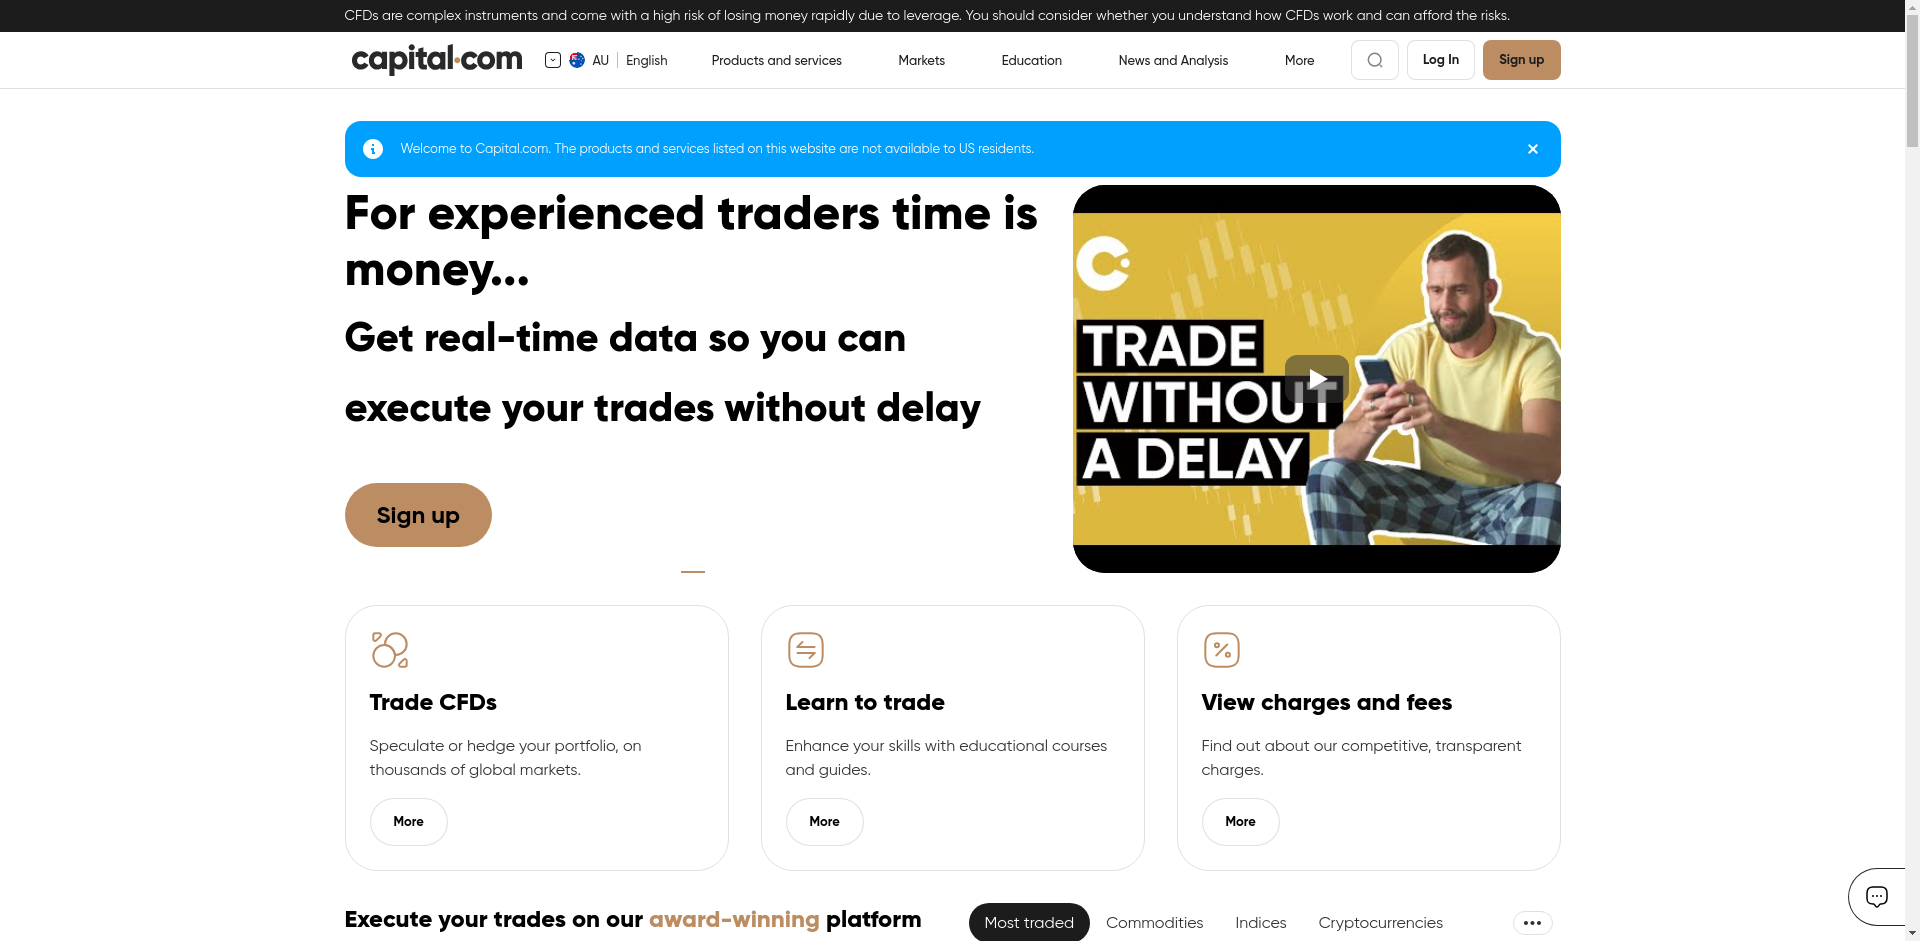 CFDs are complex instruments and come with a high risk of losing money rapidly due to leverage. You should consider whether you understand how CFDs work and can afford the risks.
capital.com
AU
English
Products and services
Markets
Education
News and Analysis
More
Log In
Sign up
Welcome to Capital.com. The products and services listed on this website are not available to US residents.
For experienced traders time is
money...
Get real-time data so you can
execute your trades without delay
Sign up
TRADE
WITHOUT
A DELAY
Trade CFDs
Speculate or hedge your portfolio, on
thousands of global markets.
More
Learn to trade
Enhance your skills with educational courses
and guides.
More
View charges and fees
Find out about our competitive, transparent
charges.
More
Execute your trades on our award-winning platform
Most traded
Commodities
Indices
Cryptocurrencies